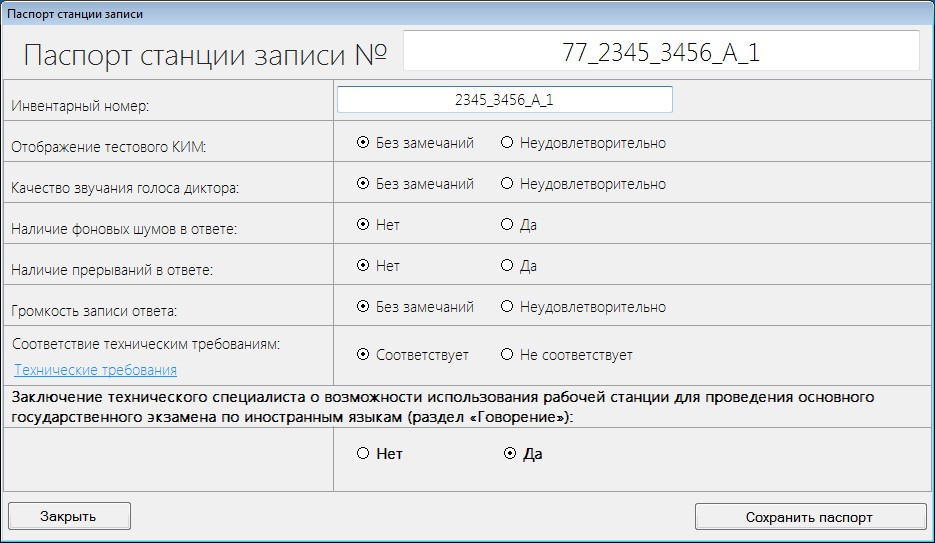 Паспорт станции записи
Паспорт станции записи № 77_2345_3456_A_1
Инвентарный номер: 2345_3456_A_1
Отображение тестового КИМ: Без замечаний Неудовлетворительно
Качество звучания голоса диктора: Без замечаний Неудовлетворительно
Наличие фоновых шумов в ответе: Нет Да
Наличие прерываний в ответе: Нет Да
Громкость записи ответа: Без замечаний Неудовлетворительно
Соответствие техническим требованиям: Соответствует Не соответствует
Технические требования
Заключение технического специалиста о возможности использования рабочей станции для проведения основного
государственного экзамена по иностранным языкам (раздел «Говорение»):
Нет Да
Закрыть Сохранить паспорт